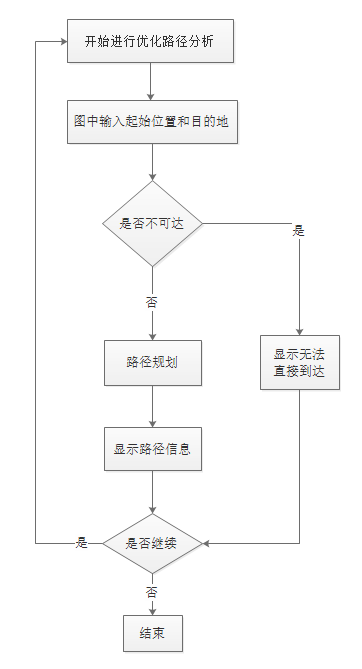 开始进行优化路径分析
图中输入起始位置和目的地
是否不可达
是
否
路径规划
显示无法
直接到达
显示路径信息
是否继续
是
否
结束